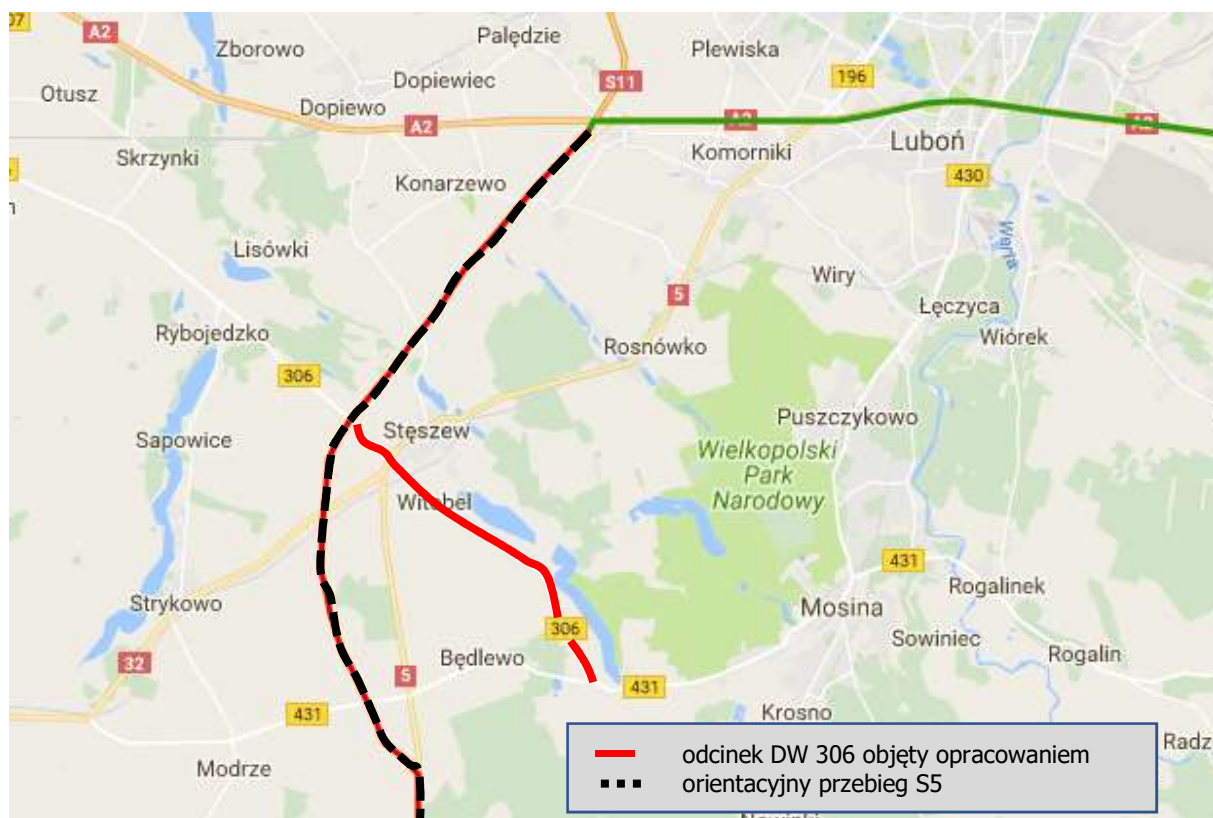 07
A2
Zborowo
Palędzie
Plewiska
196
Otusz
Dopiewiec
S11
Dopiewo
A2
A2
A2
Luboń
Skrzynki
Komorniki
Konarzewo
430
Lisówki
Warta
Wiry
5
Łęczyca
Rybojedzko
Rosnówko
Wiórek
306
Puszczykowo
Stęszew
Sapowice
Wielkopolski
Park
Narodowy
Witobel
431
Rogalinek
Strykowo
Mosina
306
Sowiniec
Będlewo
Rogalin
32
5
431
431
Krosno
Modrze
Radz
odcinek DW 306 objęty opracowaniem
orientacyjny przebieg S5